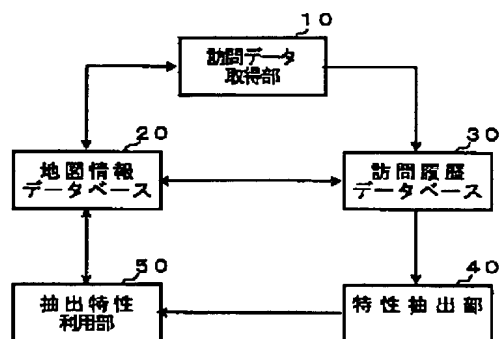 10
訪問データ
取得部
20
地図情報
データベース
30
訪問履歴
データベース
50
抽出特性
利用部
40
特性抽出部